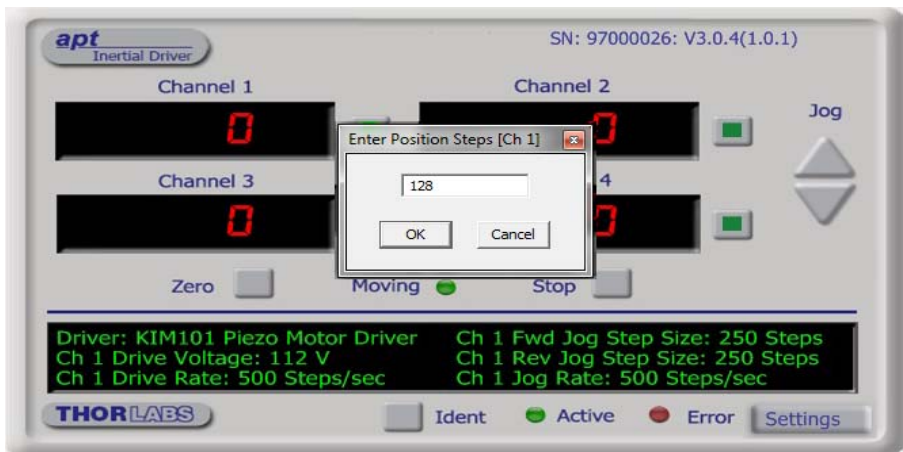 apt
Inertial Driver
SN: 97000026: V3.0.4(1.0.1)
Channel 1
Channel 2
0
0
Jog
Enter Position Steps [Ch 1]
128
OK
Cancel
Channel 3
4
0
0
Zero
Moving
Stop
Driver: KIM101 Piezo Motor Driver
Ch 1 Drive Voltage: 112 V
Ch 1 Drive Rate: 500 Steps/sec
Ch 1 Fwd Jog Step Size: 250 Steps
Ch 1 Rev Jog Step Size: 250 Steps
Ch 1 Jog Rate: 500 Steps/sec
THORLABS
Ident
Active
Error
Settings